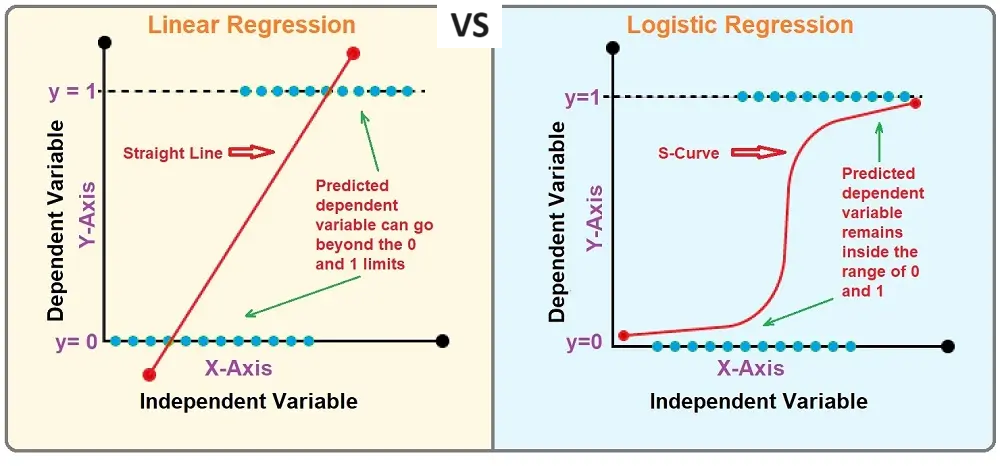 Linear Regression
VS
Logistic Regression
y = 1
Dependent Variable
Y-Axis
Straight Line
Predicted
dependent
variable can go
beyond the 0
and 1 limits
y= 0
X-Axis
Independent Variable
y=1
Dependent Variable
Y-Axis
S-Curve
Predicted
dependent
variable
remains
inside the
range of 0
and 1
y=0
X-Axis
Independent Variable